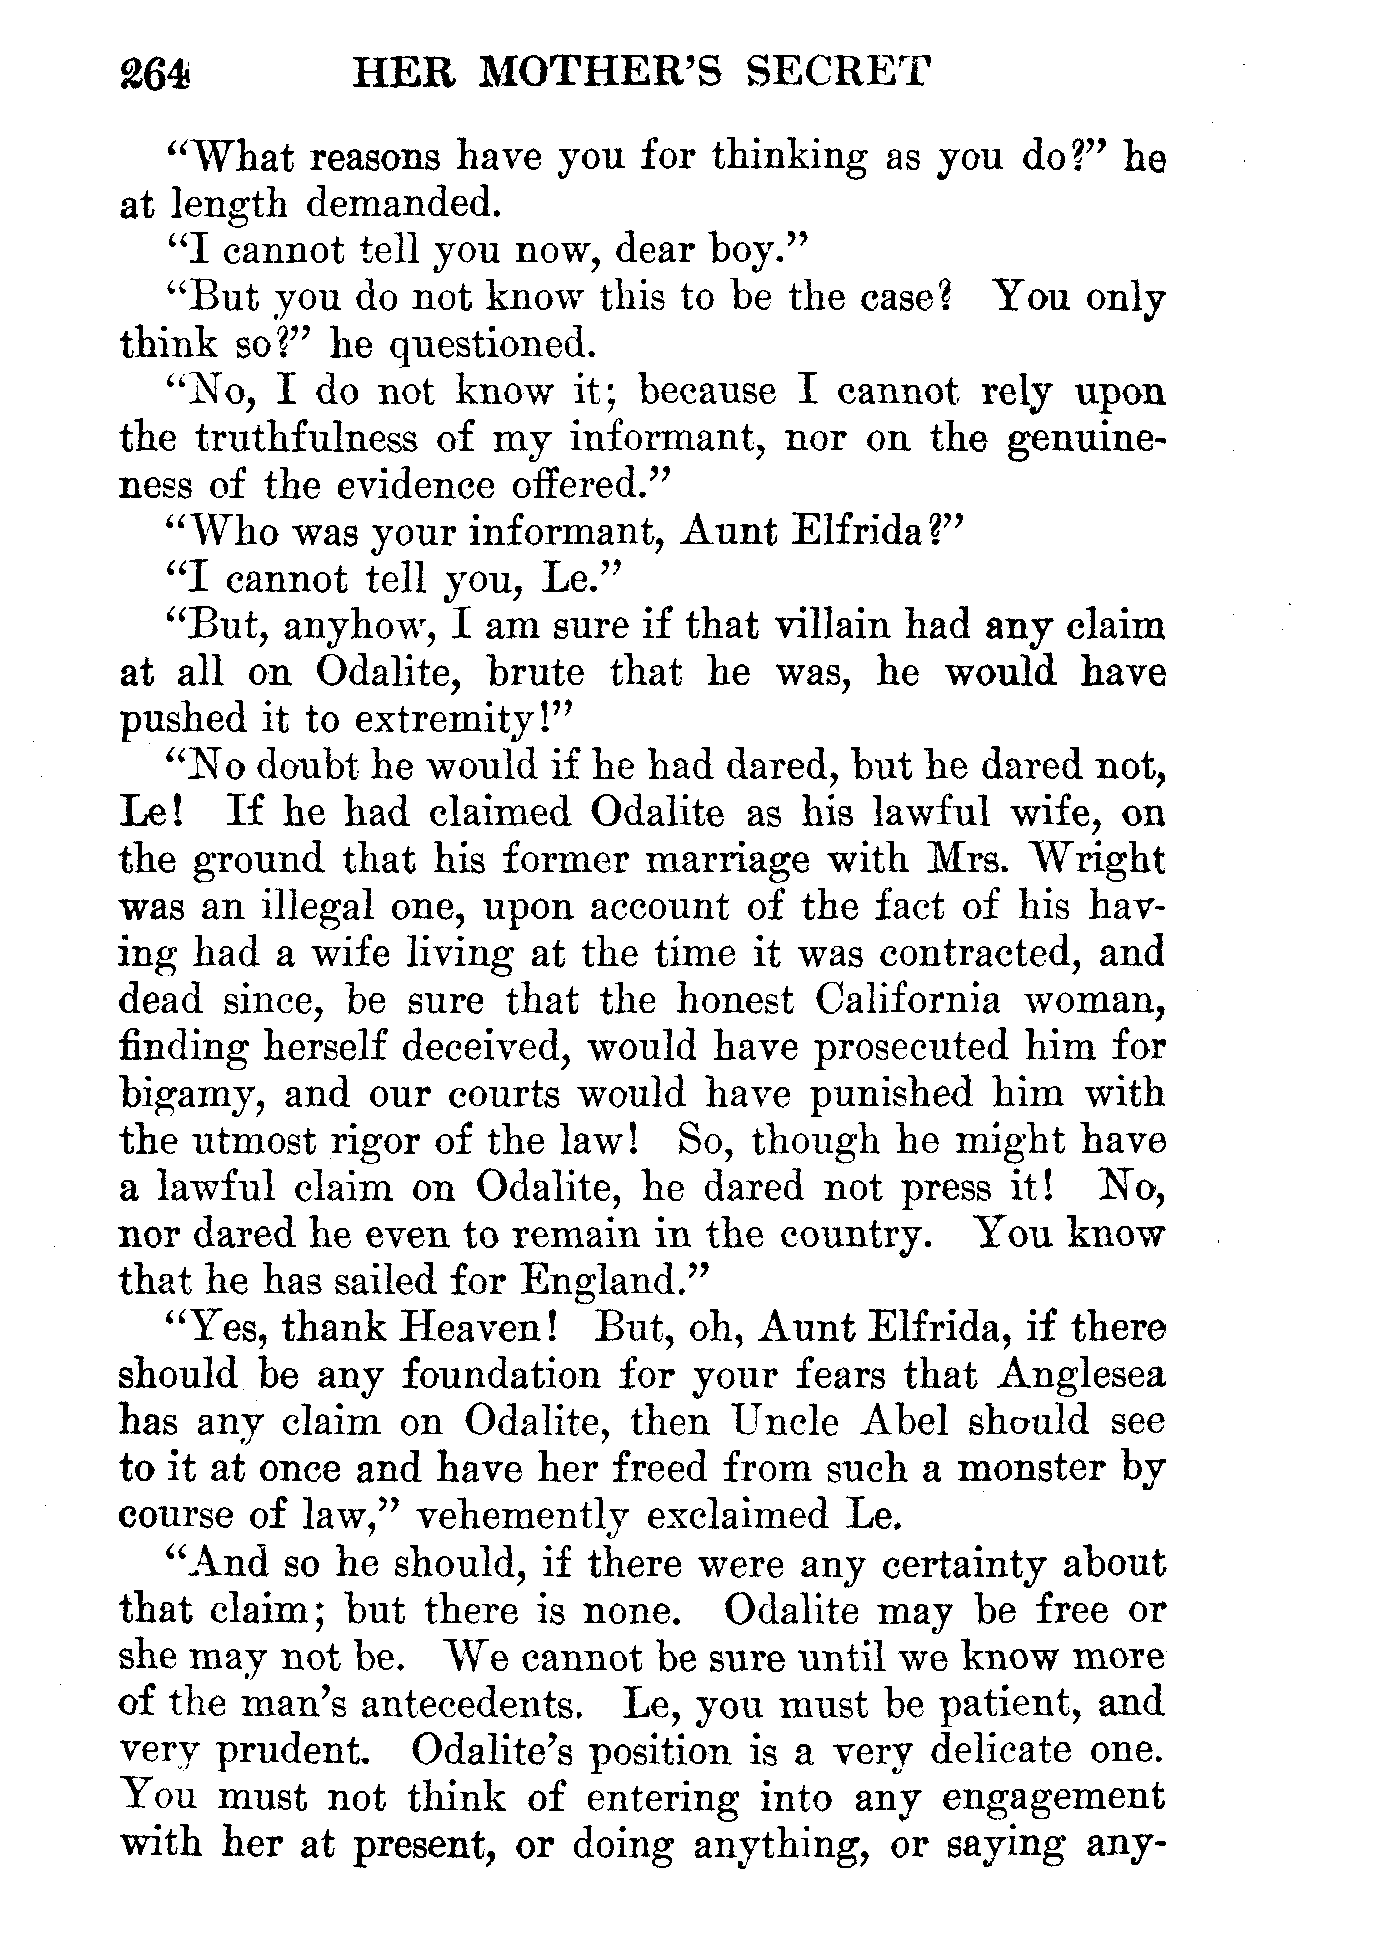 264 HER MOTHER'S SECRET
"What reasons have you for thinking as you do?" he
at length demanded.
"I cannot tell you now, dear boy."
"But you do not know this to be the case? You only
think so?" he questioned.
"No, I do not know it; because I cannot rely upon
the truthfulness of my informant, nor on the genuine-
ness of the evidence offered."
"Who was your informant, Aunt Elfrida?"
"I cannot tell you, Le."
"But, anyhow, I am sure if that villain had any claim
at all on Odalite, brute that he was, he would have
pushed it to extremity!"
"No doubt he would if he had dared, but he dared not,
Le! If he had claimed Odalite as his lawful wife, on
the ground that his former marriage with Mrs. Wright
was an illegal one, upon account of the fact of his hav-
ing had a wife living at the time it was contracted, and
dead since, be sure that the honest California woman,
finding herself deceived, would have prosecuted him for
bigamy, and our courts would have punished him with
the utmost rigor of the law! So, though he might have
a lawful claim on Odalite, he dared not press it! No,
nor dared he even to remain in the country. You know
that he has sailed for England."
"Yes, thank Heaven! But, oh, Aunt Elfrida, if there
should be any foundation for your fears that Anglesea
has any claim on Odalite, then Uncle Abel should see
to it at once and have her freed from such a monster by
course of law," vehemently exclaimed Le.
"And so he should, if there were any certainty about
that claim; but there is none. Odalite may be free or
she may not be. We cannot be sure until we know more
of the man's antecedents. Le, you must be patient, and
very prudent. Odalite's position is a very delicate one.
You must not think of entering into any engagement
with her at present, or doing anything, or saying any-